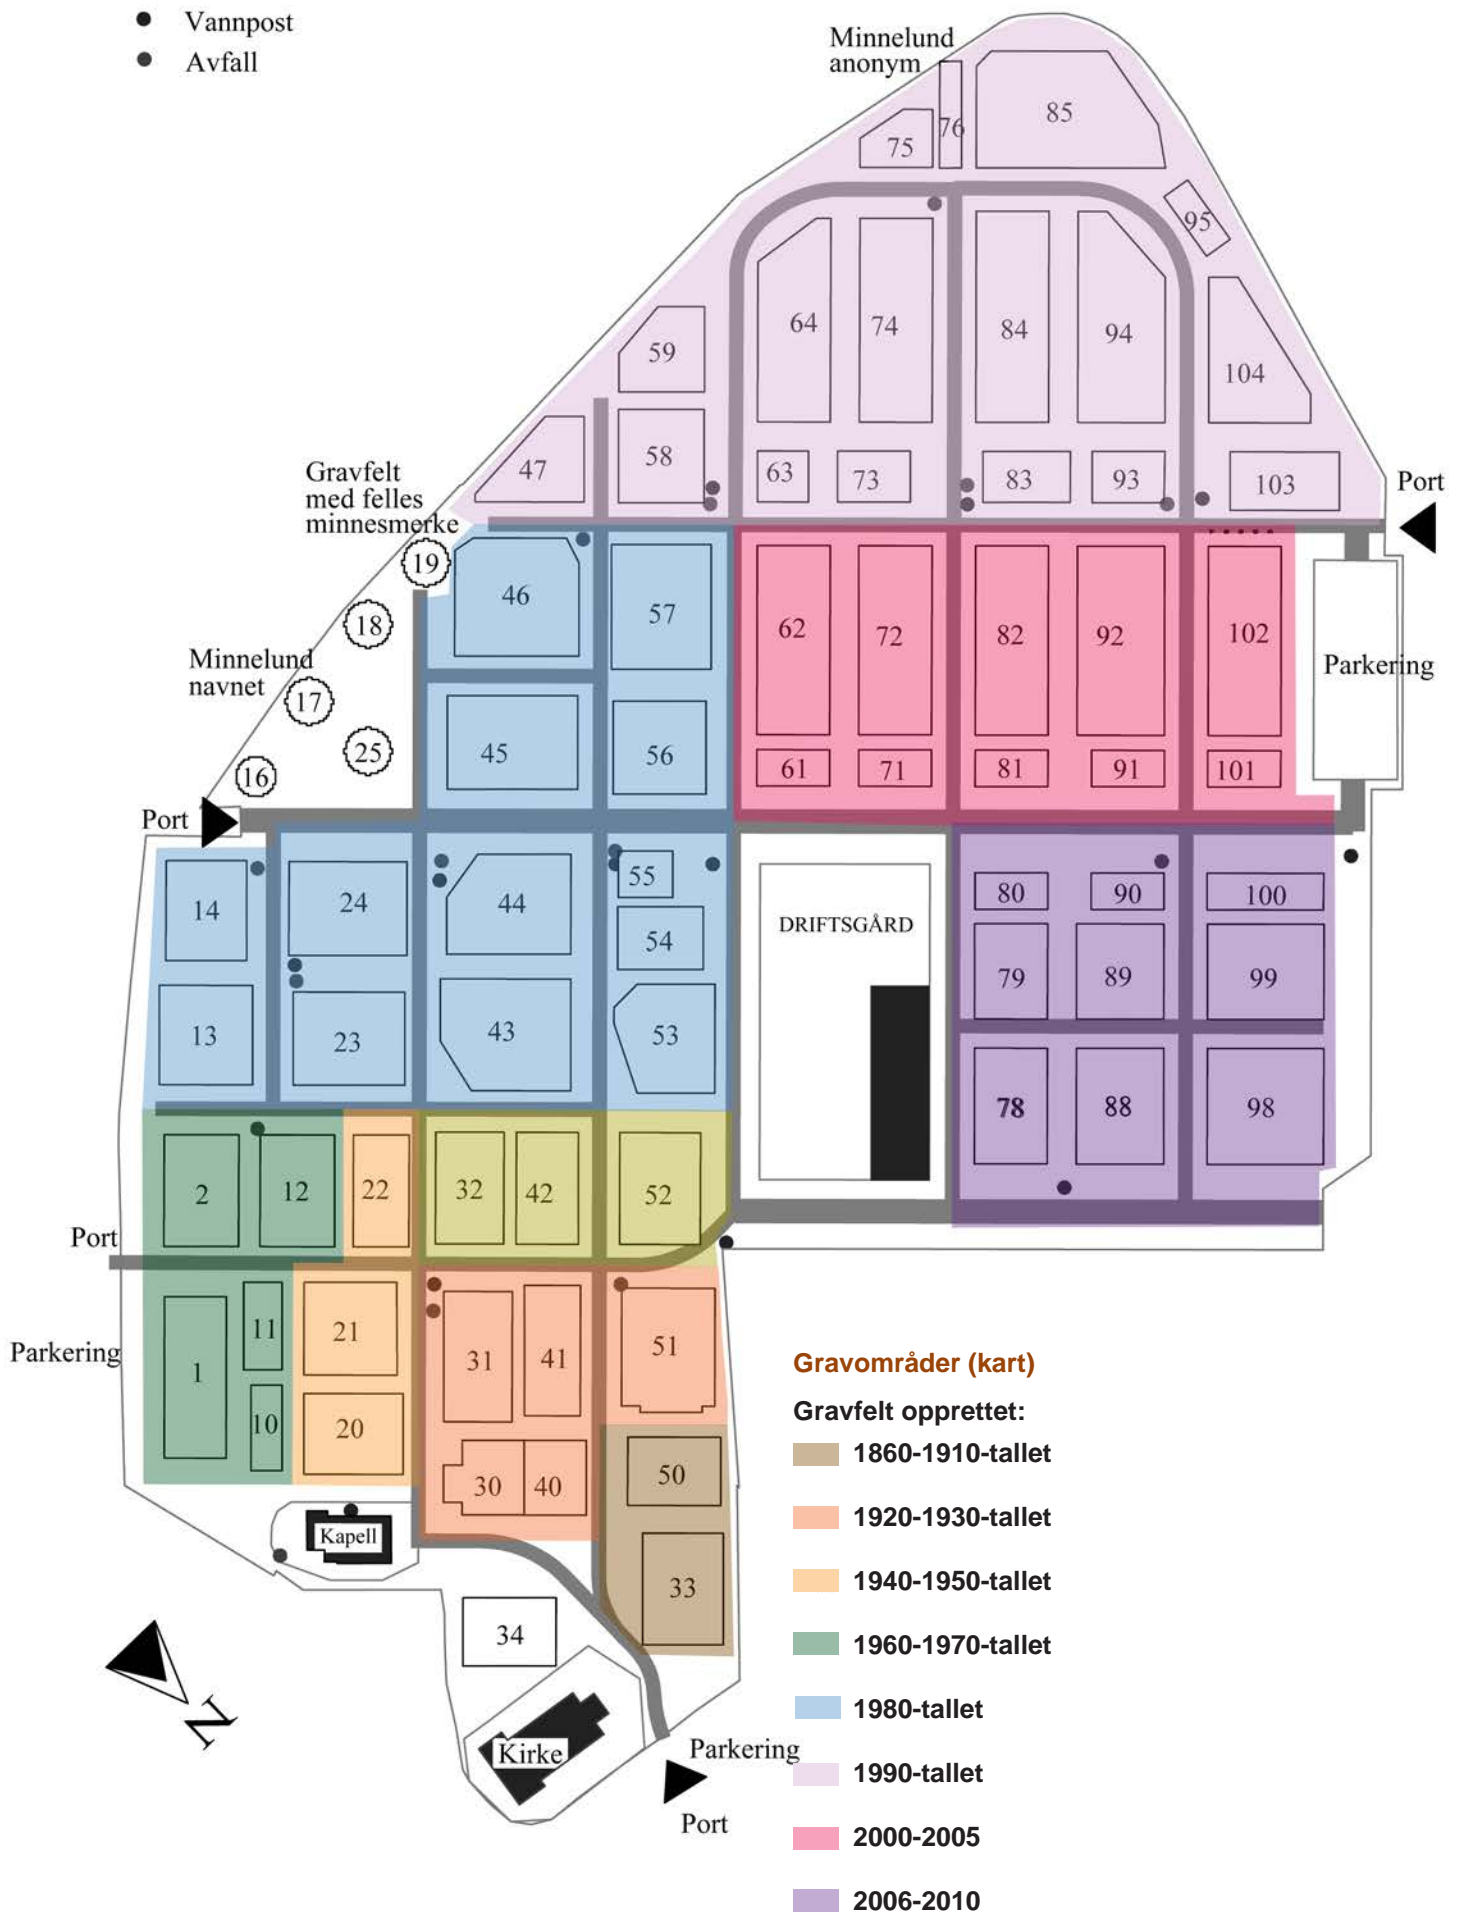 Vannpost
Avfall
Minnelund
anonym
85
76
75
95
64
74
84
94
59
104
47
58
63
73
83
93
103
Gravfelt
med felles
minnesmerke
Port
19
46
57
62
72
82
92
102
18
Minnelund
navnet
Parkering
17
25
45
56
61
71
81
91
101
16
Port
14
24
44
55
54
DRIFTSGÅRD
80
90
100
79
89
99
13
23
43
53
78
88
98
2
12
22
32
42
52
Port
11
21
31
41
51
Parkering
1
10
20
30
40
50
Kapell
33
34
N
Kirke
Parkering
Port
Gravområder (kart)
Gravfelt opprettet:
1860-1910-tallet
1920-1930-tallet
1940-1950-tallet
1960-1970-tallet
1980-tallet
1990-tallet
2000-2005
2006-2010